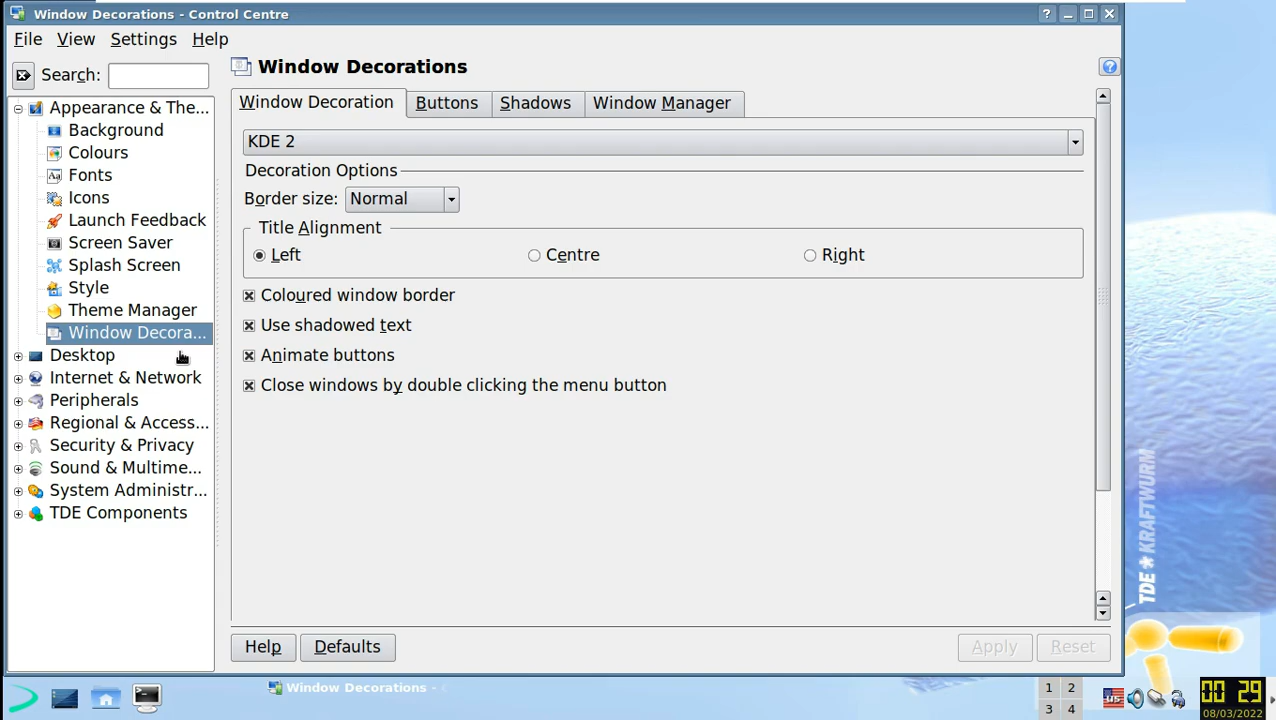 Window Decorations - Control Centre
File View Settings Help
Search:
Window Decorations
Appearance & The...
Background
Colours
Fonts
Icons
Launch Feedback
Screen Saver
Splash Screen
Style
Theme Manager
Window Decora...
Desktop
Internet & Network
Peripherals
Regional & Access...
Security & Privacy
Sound & Multime...
System Administr...
TDE Components
Window Decoration Buttons Shadows Window Manager
KDE 2
Decoration Options
Border size: Normal
Title Alignment
Left Centre Right
Coloured window border
Use shadowed text
Animate buttons
Close windows by double clicking the menu button
Help Defaults Apply Reset
TDE KRAFTWURM
Window Decorations -
1 2
3 4
us
00 29
08/03/2022